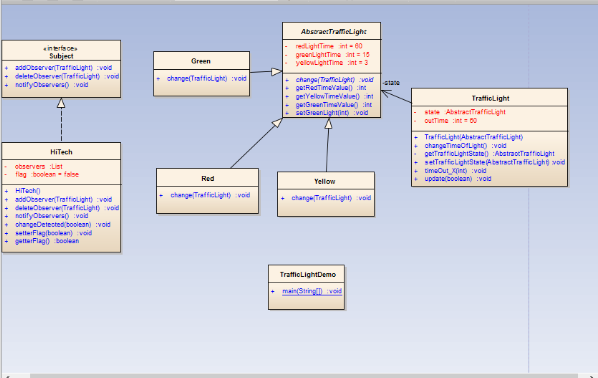 «interface»
Subject
+ addObserver(TrafficLight) :void
+ deleteObserver(TrafficLight) :void
+ notifyObservers() :void
HiTech
- observers :List
- flag :boolean = false
+ HiTech()
+ addObserver(TrafficLight) :void
+ deleteObserver(TrafficLight) :void
+ notifyObservers() :void
+ changeDetected(boolean) :void
+ setterFlag(boolean) :void
+ getterFlag() :boolean
Green
+ change(TrafficLight) :void
AbstractTrafficLight
- redLightTime :int = 60
- greenLightTime :int = 15
- yellowLightTime :int = 3
+ change(TrafficLight) :void
+ getRedTimeValue() :int
+ getYellowTimeValue() :int
+ getGreenTimeValue() :int
+ setGreenLight(int) :void
-state
TrafficLight
- state :AbstractTrafficLight
- outTime :int = 50
+ TrafficLight(AbstractTrafficLight)
+ changeTimeOfLight() :void
- getTrafficLightState() :AbstractTrafficLight
+ setTrafficLightState(AbstractTrafficLight) :void
+ timeOut_X(int) :void
+ update(boolean) :void
Red
+ change(TrafficLight) :void
Yellow
+ change(TrafficLight) :void
TrafficLightDemo
+ main(String[]) :void